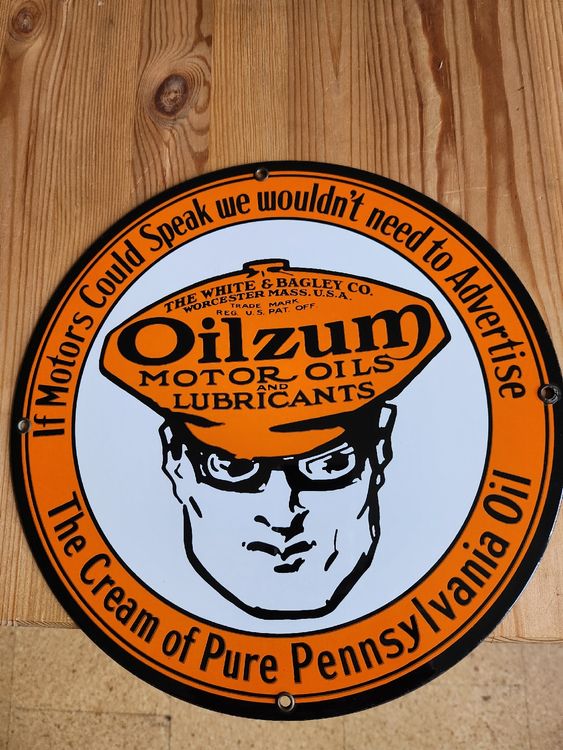 If Motors Could Speak we wouldn't need to Advertise
THE WHITE & BAGLEY CO.
WORCESTER MASS. U.S.A.
TRADE MARK
REG. U.S. PAT. OFF.
Oilzum
MOTOR OILS
AND
LUBRICANTS
The Cream of Pure Pennsylvania Oil